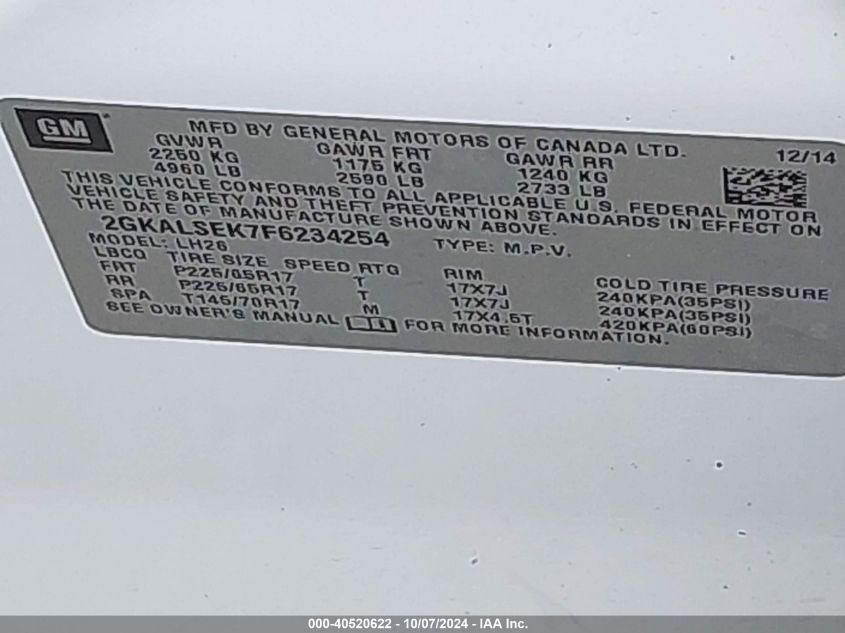 GM
MFD BY GENERAL MOTORS OF CANADA LTD. 12/14
GVWR GAWR FRT GAWR RR
2250 KG 1175 KG 1240 KG
4960 LB 2590 LB 2733 LB
THIS VEHICLE CONFORMS TO ALL APPLICABLE U.S. FEDERAL MOTOR
VEHICLE SAFETY AND THEFT PREVENTION STANDARDS IN EFFECT ON
THE DATE OF MANUFACTURE SHOWN ABOVE.
2GKALSEK7F6234254 TYPE: M.P.V.
MODEL: LH26
LBCQ TIRE SIZE SPEED RTG RIM COLD TIRE PRESSURE
FRT P225/65R17 T 17X7J 240KPA(35PSI)
RR P225/65R17 T 17X7J 240KPA(35PSI)
SPA T145/70R17 M 17X4.5T 420KPA(60PSI)
SEE OWNER'S MANUAL FOR MORE INFORMATION.
000-40520622 - 10/07/2024 - IAA Inc.